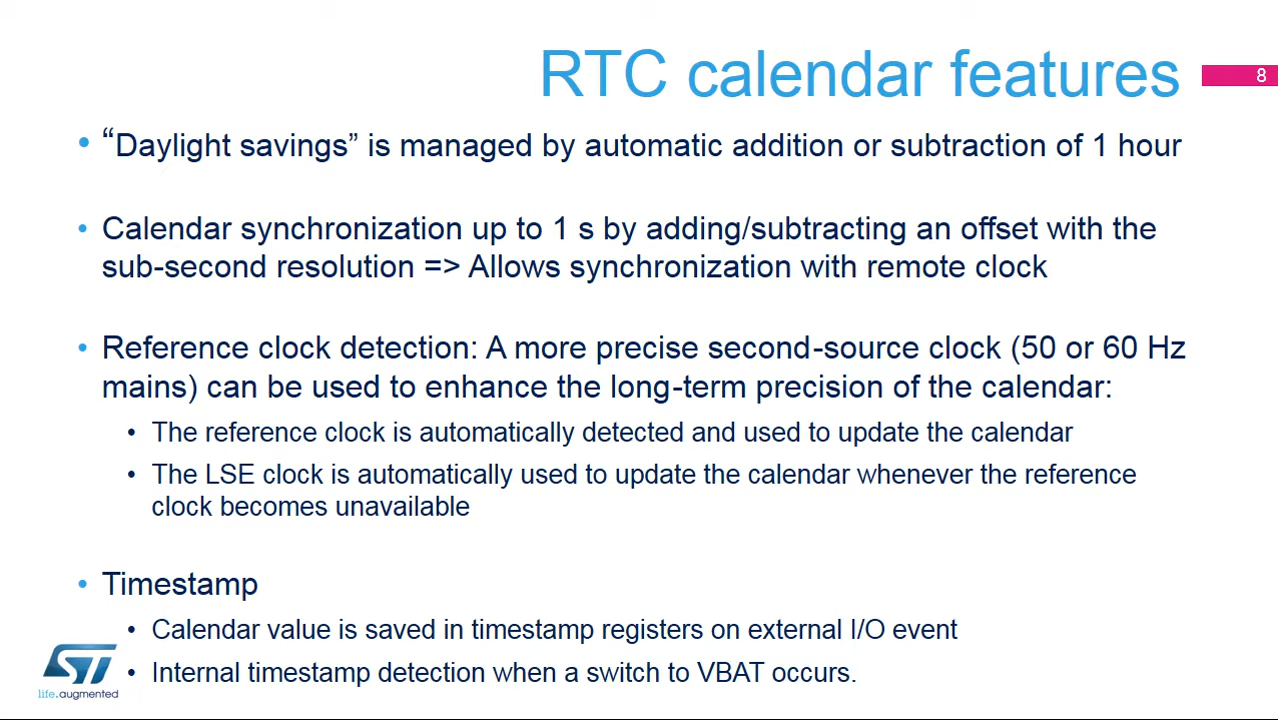 RTC calendar features
8
• “Daylight savings” is managed by automatic addition or subtraction of 1 hour
• Calendar synchronization up to 1 s by adding/subtracting an offset with the
sub-second resolution => Allows synchronization with remote clock
• Reference clock detection: A more precise second-source clock (50 or 60 Hz
mains) can be used to enhance the long-term precision of the calendar:
• The reference clock is automatically detected and used to update the calendar
• The LSE clock is automatically used to update the calendar whenever the reference
clock becomes unavailable
• Timestamp
• Calendar value is saved in timestamp registers on external I/O event
• Internal timestamp detection when a switch to VBAT occurs.
ST
life.augmented